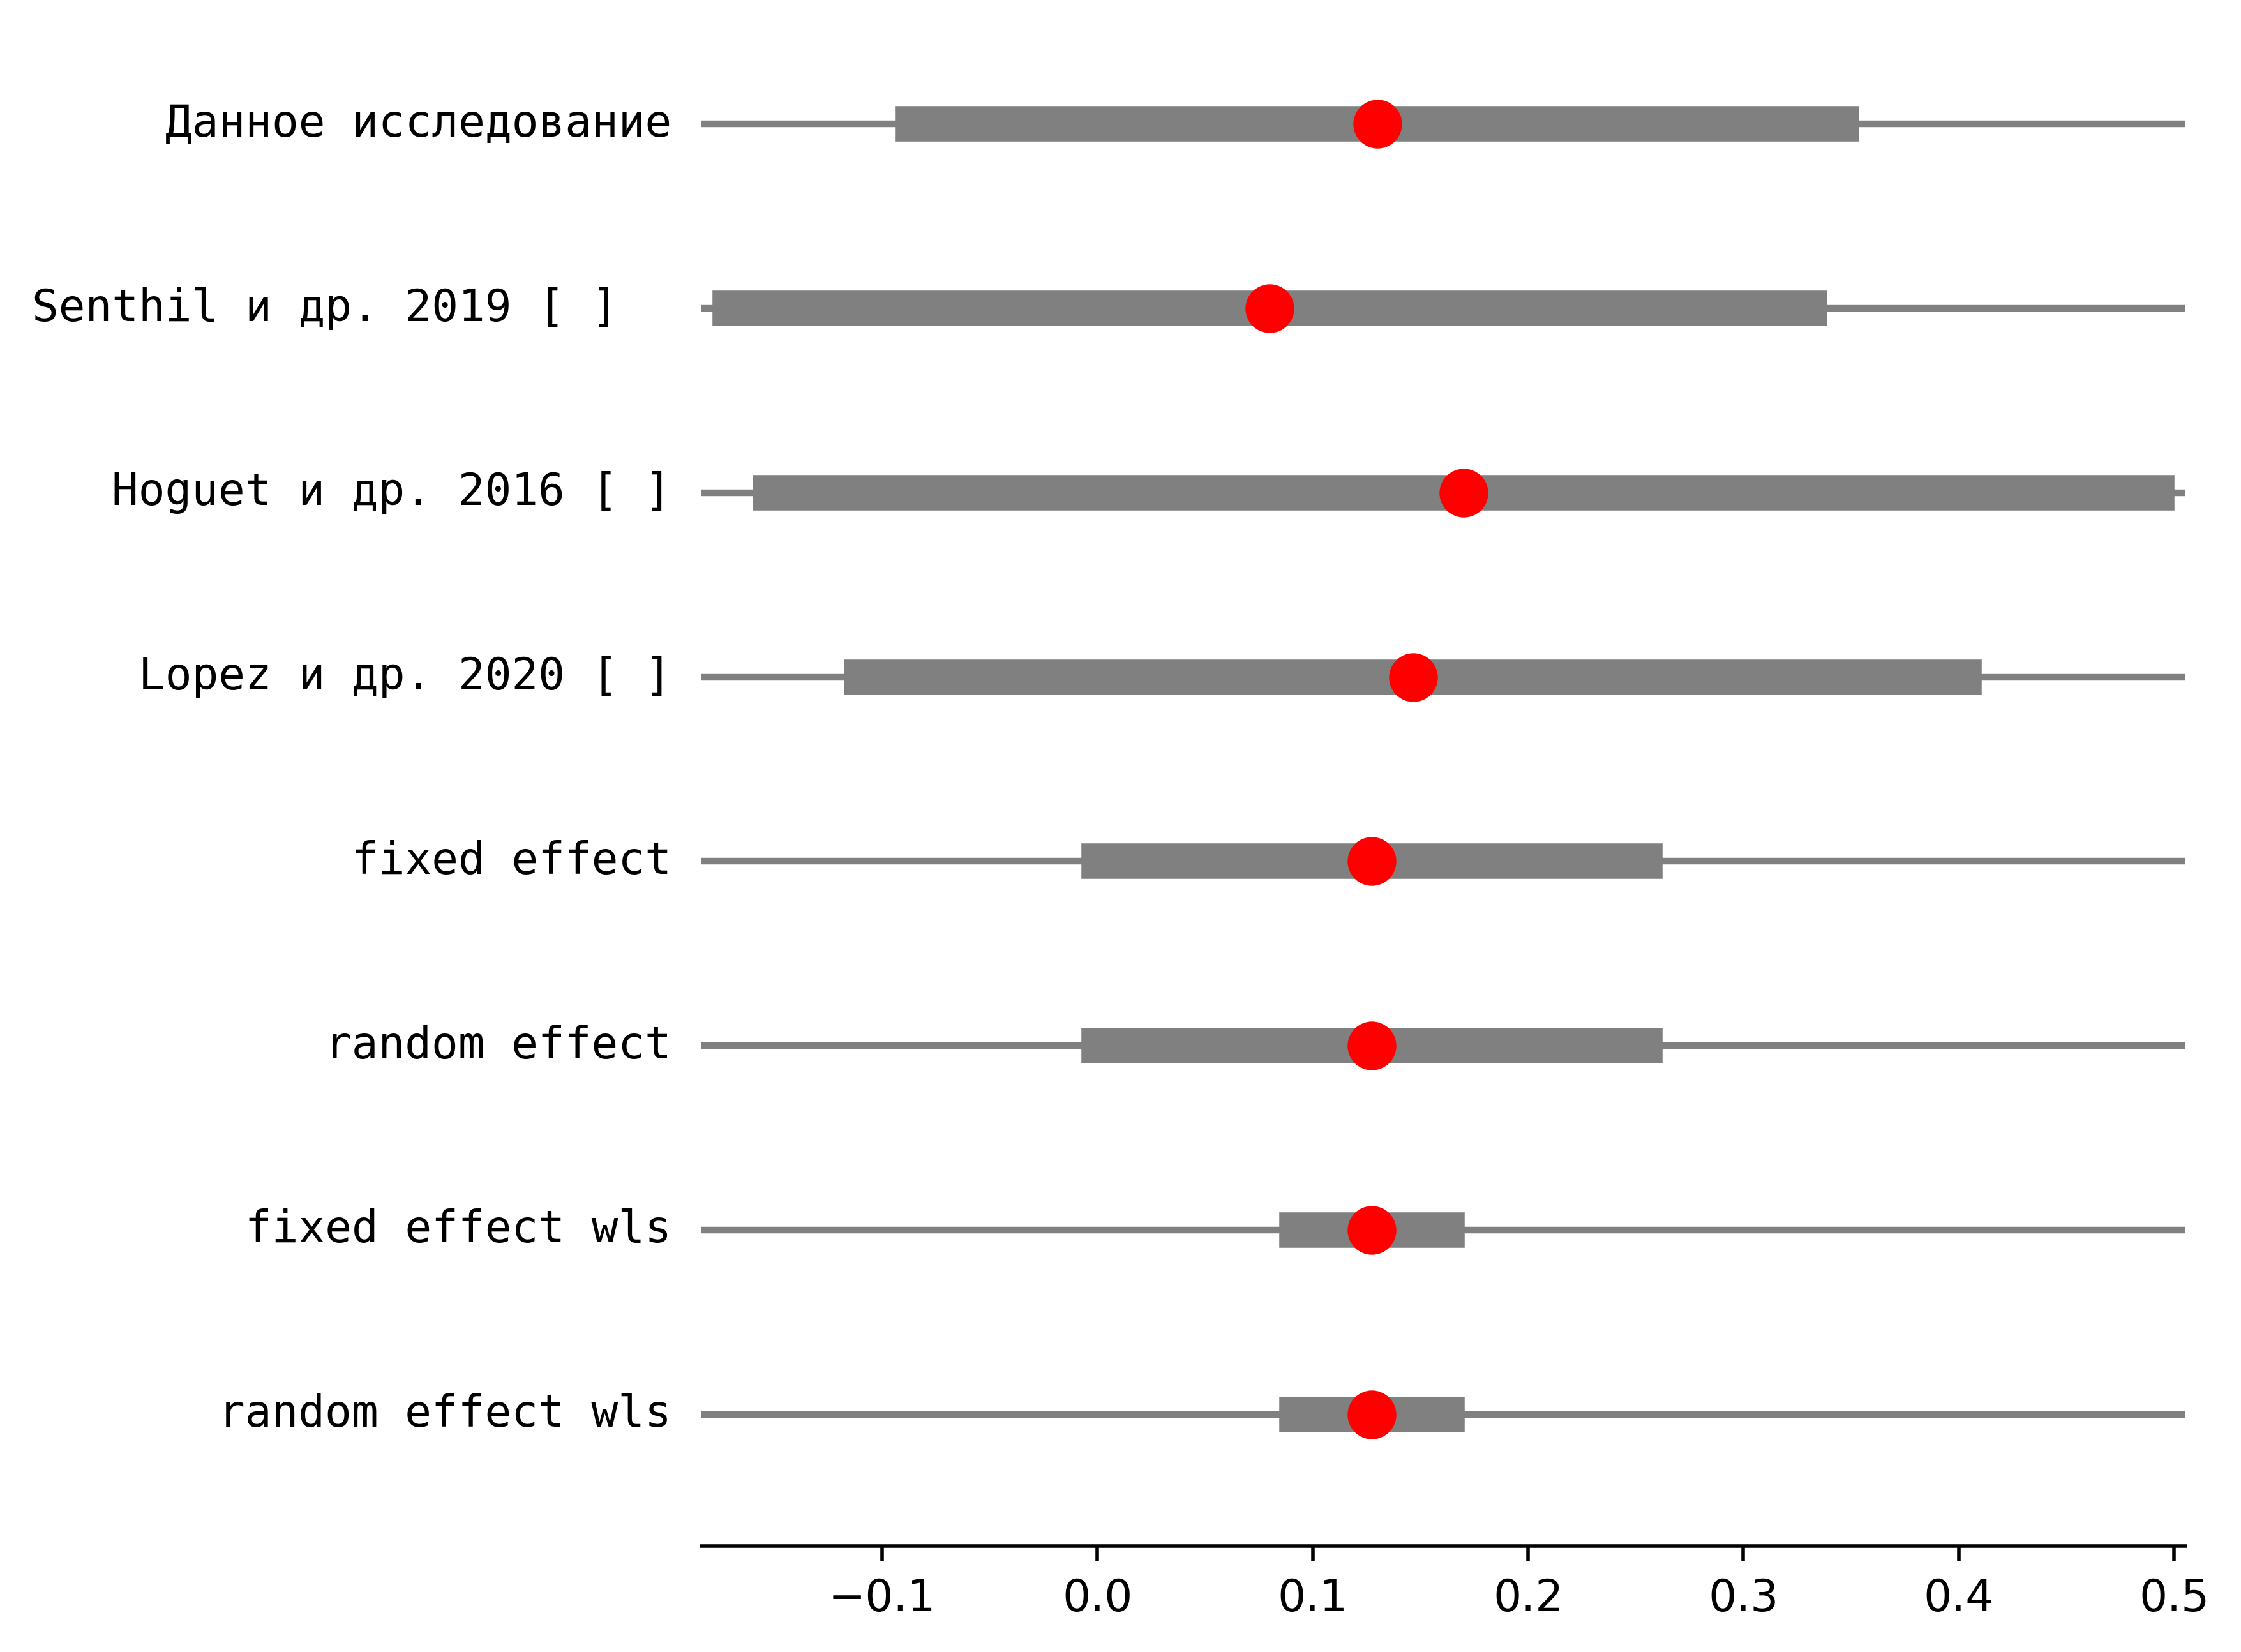 Данное исследование
Senthil и др. 2019 [ ]
Hoguet и др. 2016 [ ]
Lopez и др. 2020 [ ]
fixed effect
random effect
fixed effect wls
random effect wls
−0.1 0.0 0.1 0.2 0.3 0.4 0.5